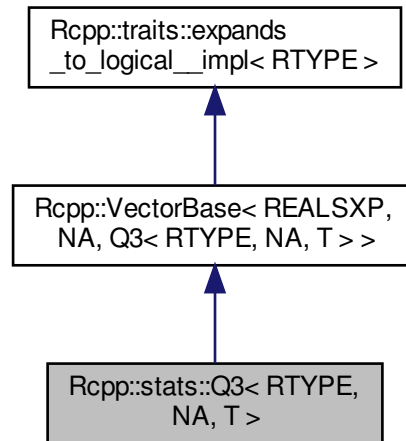 Rcpp::traits::expands
_to_logical__impl< RTYPE >
Rcpp::VectorBase< REALSXP,
NA, Q3< RTYPE, NA, T > >
Rcpp::stats::Q3< RTYPE,
NA, T >